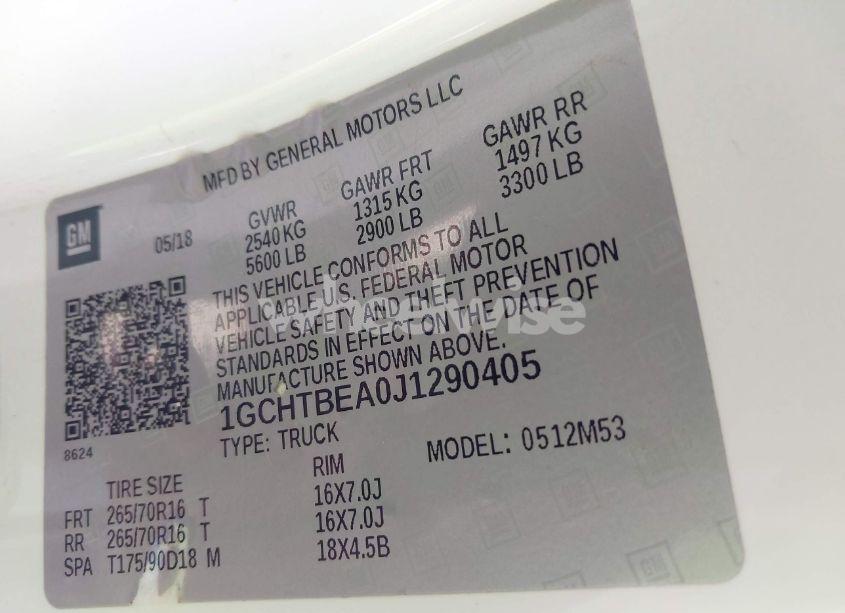 MFD BY GENERAL MOTORS LLC
GM
05/18
GVWR GAWR FRT GAWR RR
2540 KG 1315 KG 1497 KG
5600 LB 2900 LB 3300 LB
THIS VEHICLE CONFORMS TO ALL
APPLICABLE U.S. FEDERAL MOTOR
VEHICLE SAFETY AND THEFT PREVENTION
STANDARDS IN EFFECT ON THE DATE OF
MANUFACTURE SHOWN ABOVE.
wheelwise
1GCHTBEA0J1290405
8624
TYPE: TRUCK MODEL: 0512M53
TIRE SIZE RIM
FRT 265/70R16 T 16X7.0J
RR 265/70R16 T 16X7.0J
SPA T175/90D18 M 18X4.5B